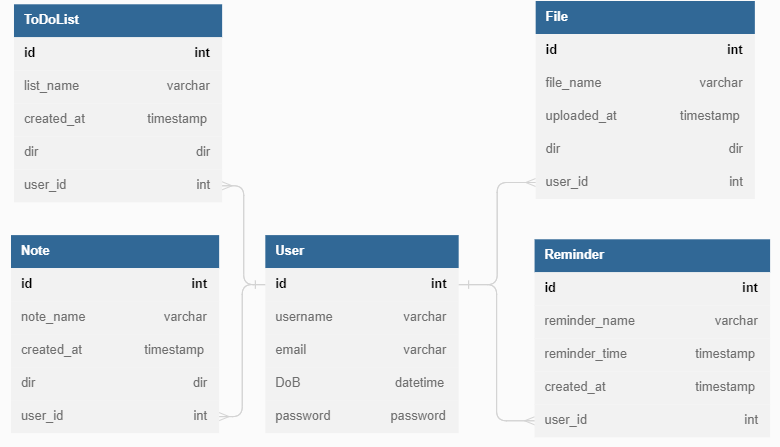 ToDoList
id int
list_name varchar
created_at timestamp
dir dir
user_id int
File
id int
file_name varchar
uploaded_at timestamp
dir dir
user_id int
Note
id int
note_name varchar
created_at timestamp
dir dir
user_id int
User
id int
username varchar
email varchar
DoB datetime
password password
Reminder
id int
reminder_name varchar
reminder_time timestamp
created_at timestamp
user_id int